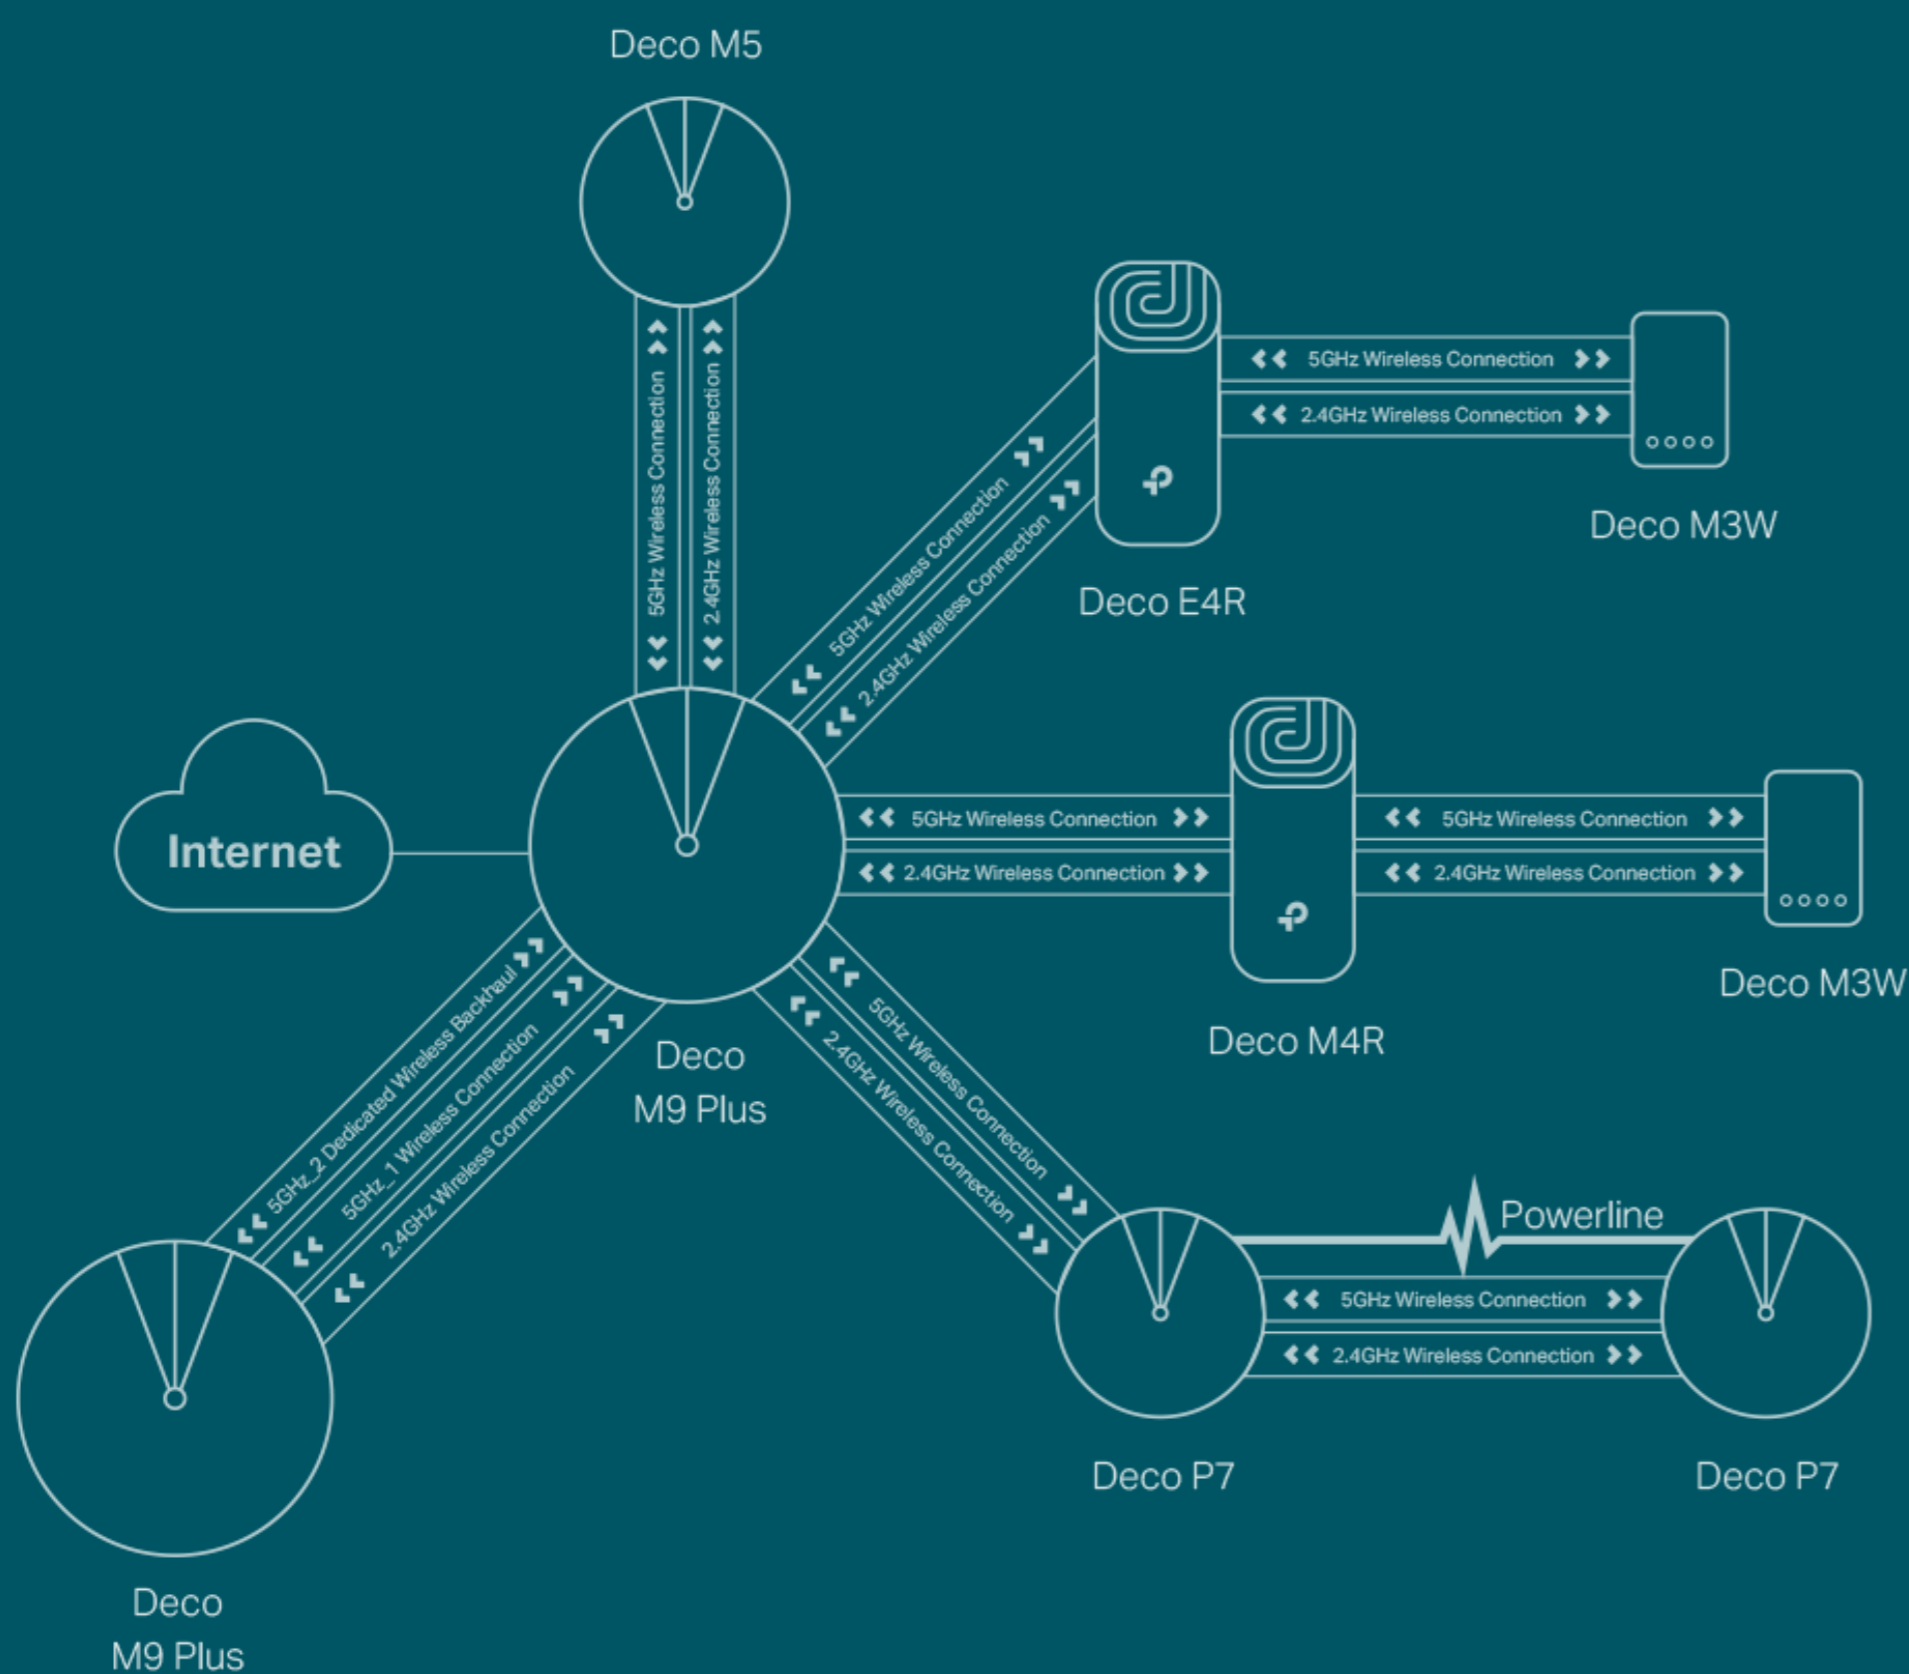 Deco M5
5GHz Wireless Connection
2.4GHz Wireless Connection
5GHz Wireless Connection
2.4GHz Wireless Connection
Deco E4R
5GHz Wireless Connection
2.4GHz Wireless Connection
Deco M3W
Internet
5GHz Wireless Connection
2.4GHz Wireless Connection
Deco M4R
5GHz Wireless Connection
2.4GHz Wireless Connection
Deco M3W
Deco
M9 Plus
5GHz_2 Dedicated Wireless Backhaul
5GHz_1 Wireless Connection
2.4GHz Wireless Connection
5GHz Wireless Connection
2.4GHz Wireless Connection
Powerline
5GHz Wireless Connection
2.4GHz Wireless Connection
Deco P7
Deco P7
Deco
M9 Plus